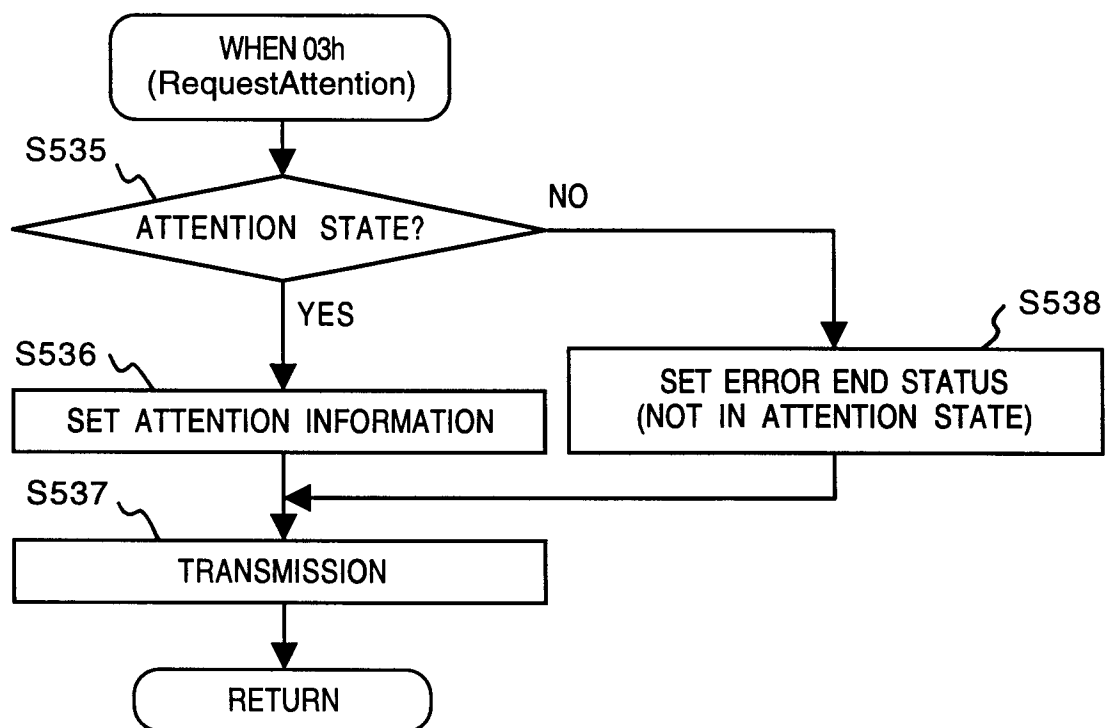 WHEN 03h
(RequestAttention)
S535
ATTENTION STATE?
NO
YES
S536
SET ATTENTION INFORMATION
S538
SET ERROR END STATUS
(NOT IN ATTENTION STATE)
S537
TRANSMISSION
RETURN